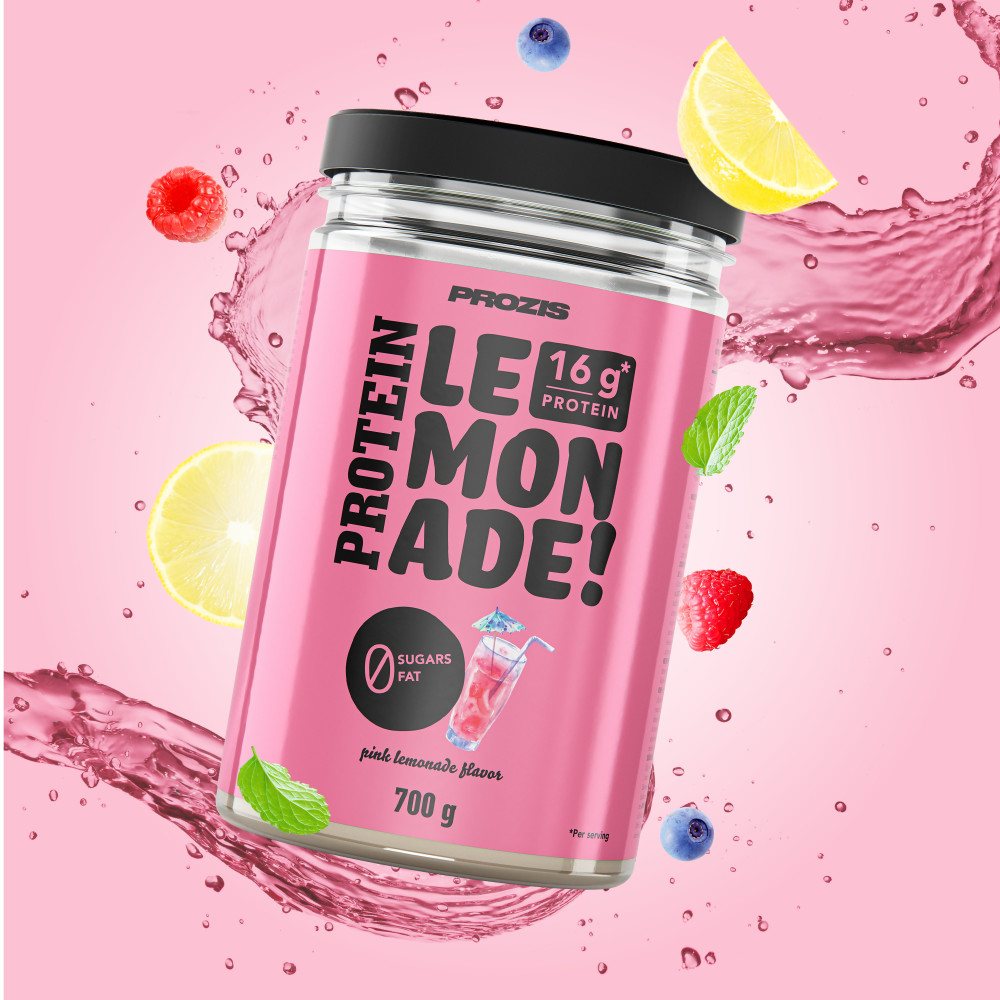 PROZIS
PROTEIN
LE
MON
ADE!
16 g*
PROTEIN
0 SUGARS
FAT
pink lemonade flavor
700 g
*Per serving